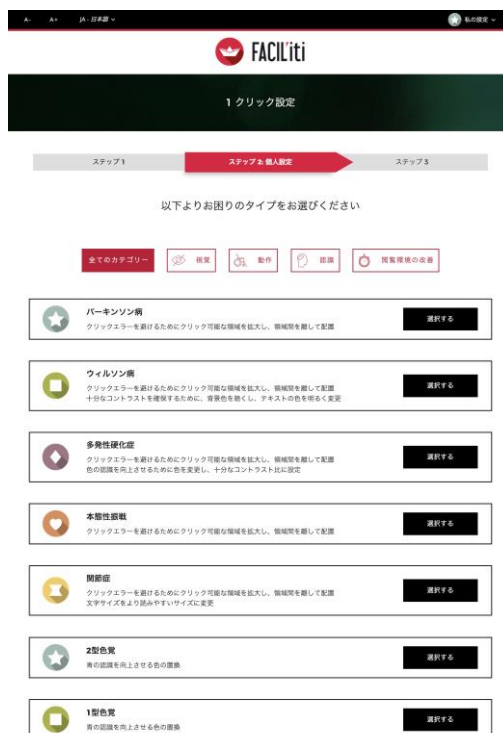 A- A+ JA - 日本語 私の設定
FACIL'iti
1 クリック設定
ステップ1 ステップ2: 個人設定 ステップ3
以下よりお困りのタイプをお選びください
全てのカテゴリー 視覚 動作 認識 閲覧環境の改善
パーキンソン病
クリックエラーを避けるためにクリック可能な領域を拡大し、領域間を離して配置
選択する
ウィルソン病
クリックエラーを避けるためにクリック可能な領域を拡大し、領域間を離して配置
十分なコントラストを確保するために、背景色を暗くし、テキストの色を明るく変更
選択する
多発性硬化症
クリックエラーを避けるためにクリック可能な領域を拡大し、領域間を離して配置
色の認識を向上させるために色を変更し、十分なコントラスト比に設定
選択する
本態性振戦
クリックエラーを避けるためにクリック可能な領域を拡大し、領域間を離して配置
選択する
関節症
クリックエラーを避けるためにクリック可能な領域を拡大し、領域間を離して配置
文字サイズをより読みやすいサイズに変更
選択する
2型色覚
青の認識を向上させる色の置換
選択する
1型色覚
青の認識を向上させる色の置換
選択する